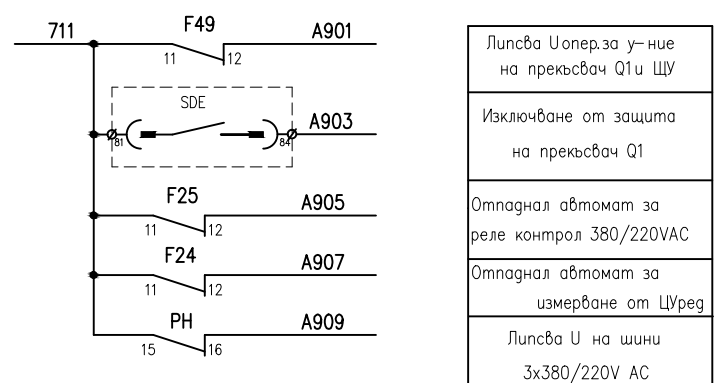 711
F49
A901
11
12
SDE
A903
81
84
F25
A905
11
12
F24
A907
11
12
PH
A909
15
16
Липсва Uопер.за у-ние
на прекъсвач Q1и ЩУ
Изключване от защита
на прекъсвач Q1
Отпаднал автомат за
реле контрол 380/220VAC
Отпаднал автомат за
измерване от ЦУред
Липсва U на шини
3x380/220V AC